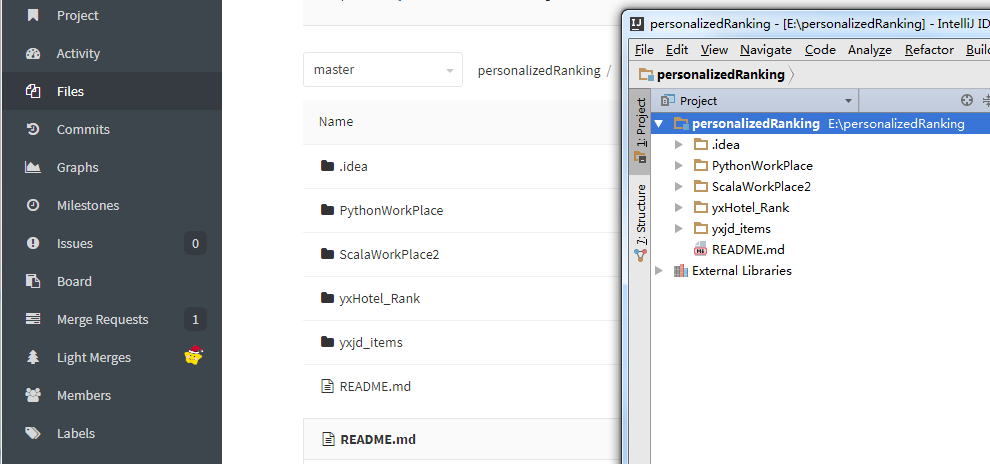 Project
Activity
Files
Commits
Graphs
Milestones
Issues 0
Board
Merge Requests 1
Light Merges
Members
Labels
master
personalizedRanking /
Name
.idea
PythonWorkPlace
ScalaWorkPlace2
yxHotel_Rank
yxjd_items
README.md
README.md
personalizedRanking - [E:\personalizedRanking] - IntelliJ ID
File Edit View Navigate Code Analyze Refactor Buil
personalizedRanking
1: Project
7: Structure
Project
personalizedRanking E:\personalizedRanking
.idea
PythonWorkPlace
ScalaWorkPlace2
yxHotel_Rank
yxjd_items
README.md
External Libraries